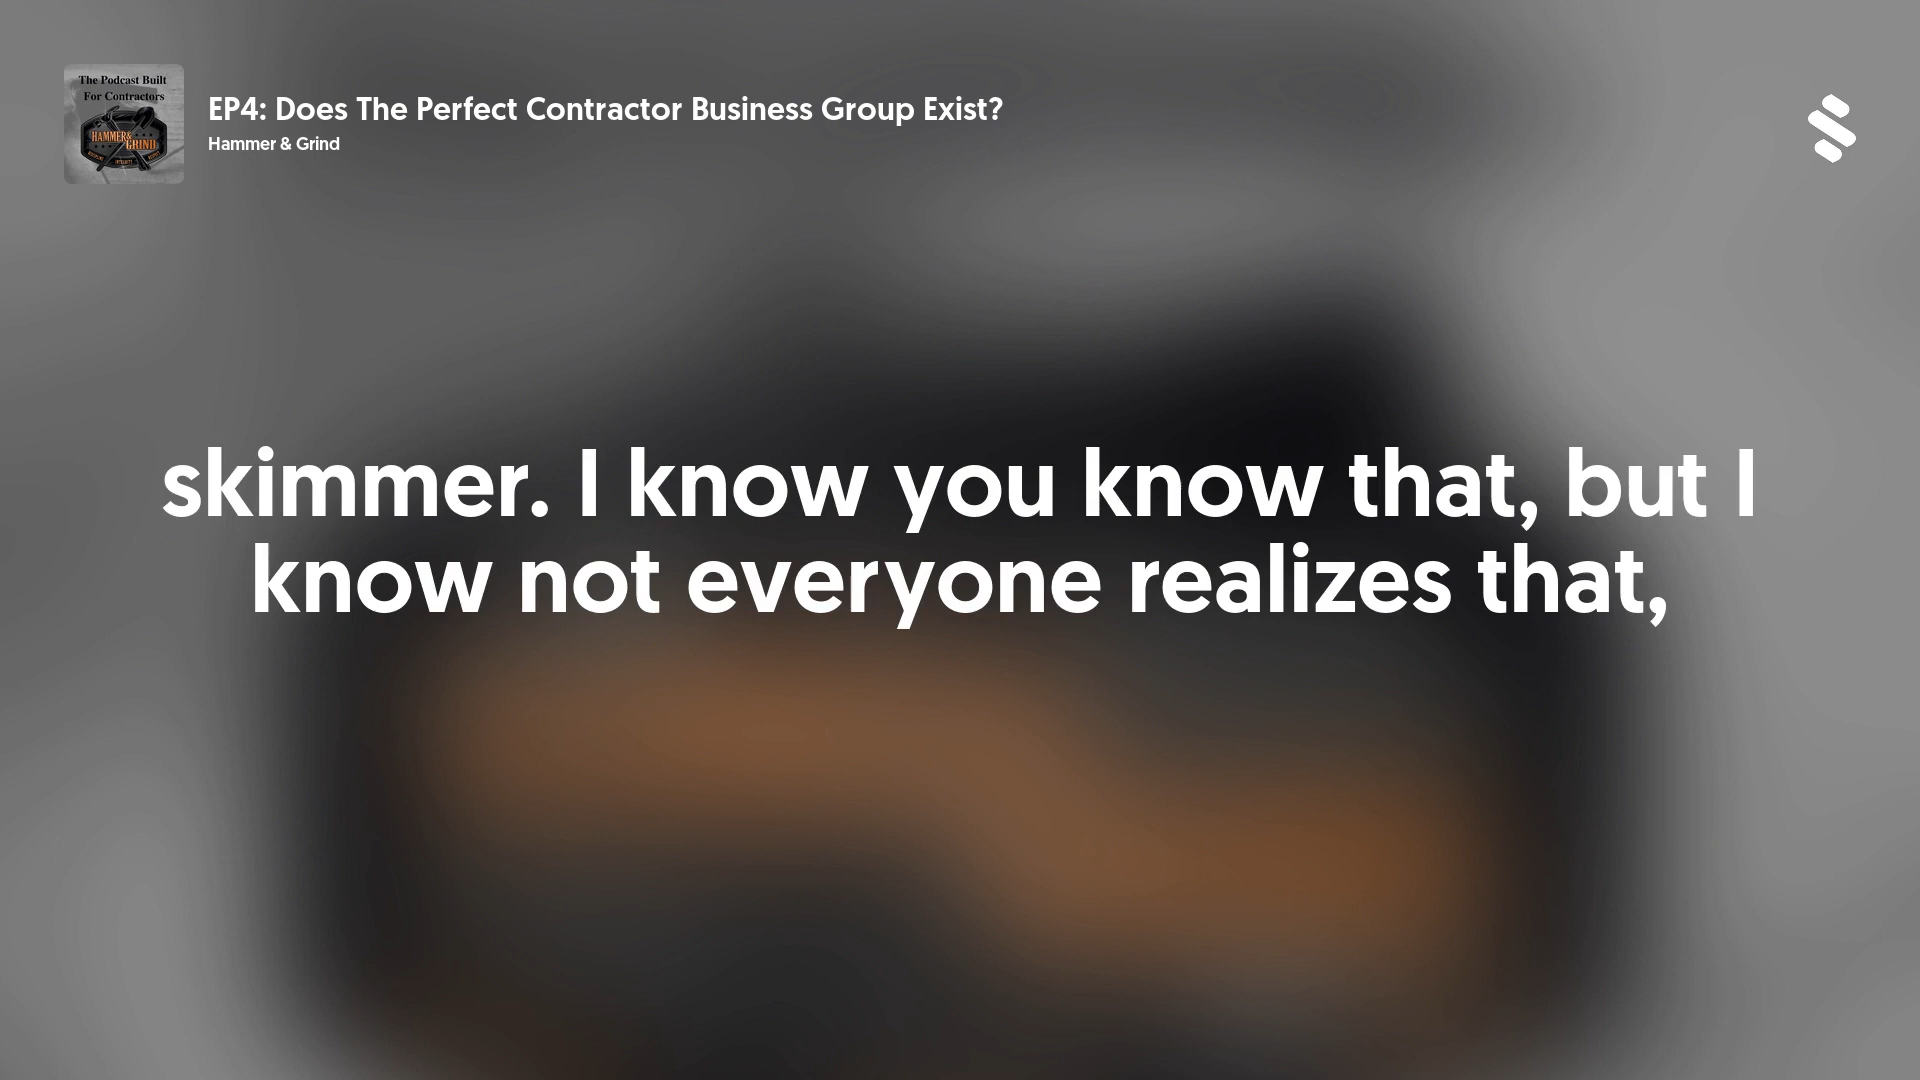 The Podcast Built
For Contractors
HAMMER&
GRIND
EP4: Does The Perfect Contractor Business Group Exist?
Hammer & Grind
skimmer. I know you know that, but I
know not everyone realizes that,